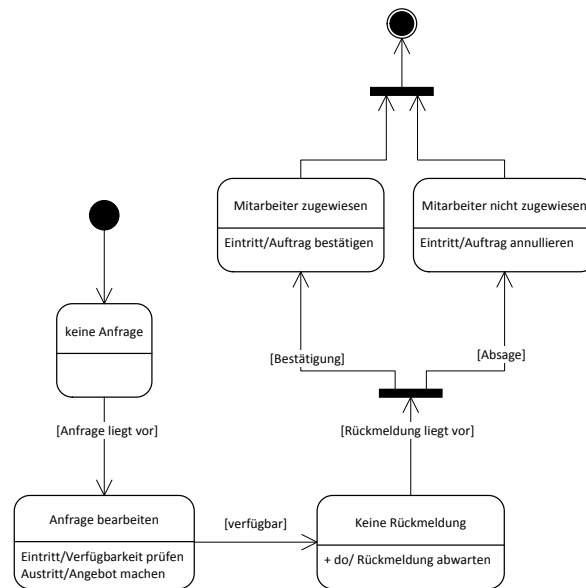 Mitarbeiter zugewiesen
Eintritt/Auftrag bestätigen
Mitarbeiter nicht zugewiesen
Eintritt/Auftrag annullieren
keine Anfrage
[Bestätigung]
[Absage]
[Anfrage liegt vor]
[Rückmeldung liegt vor]
Anfrage bearbeiten
Eintritt/Verfügbarkeit prüfen
Austritt/Angebot machen
[verfügbar]
Keine Rückmeldung
+ do/ Rückmeldung abwarten